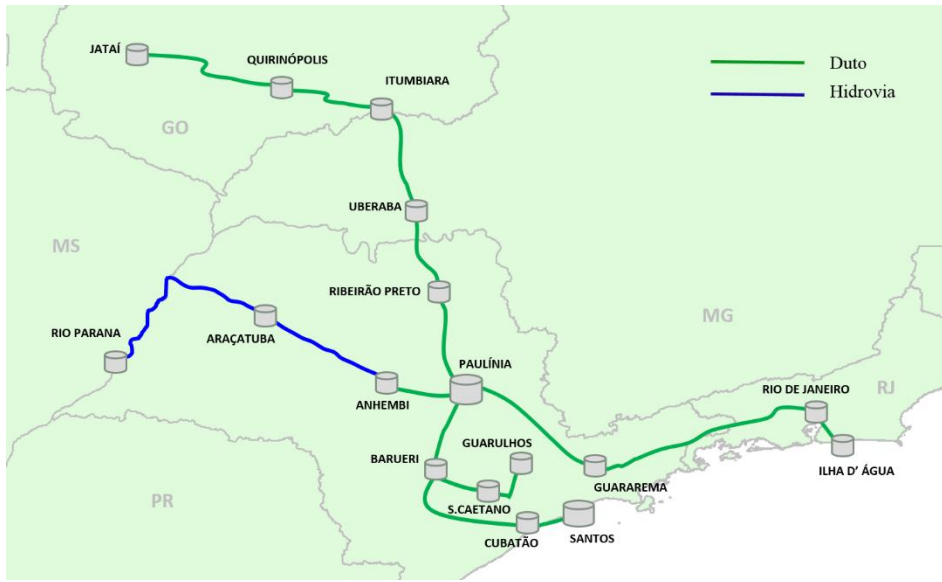 JATAÍ
QUIRINÓPOLIS
ITUMBIARA
Duto
Hidrovia
GO
UBERABA
MS
RIBEIRÃO PRETO
MG
RIO PARANA
ARAÇATUBA
PAULÍNIA
RIO DE JANEIRO
RJ
ANHEMBI
GUARULHOS
BARUERI
ILHA D' ÁGUA
GUARAREMA
PR
S.CAETANO
CUBATÃO
SANTOS